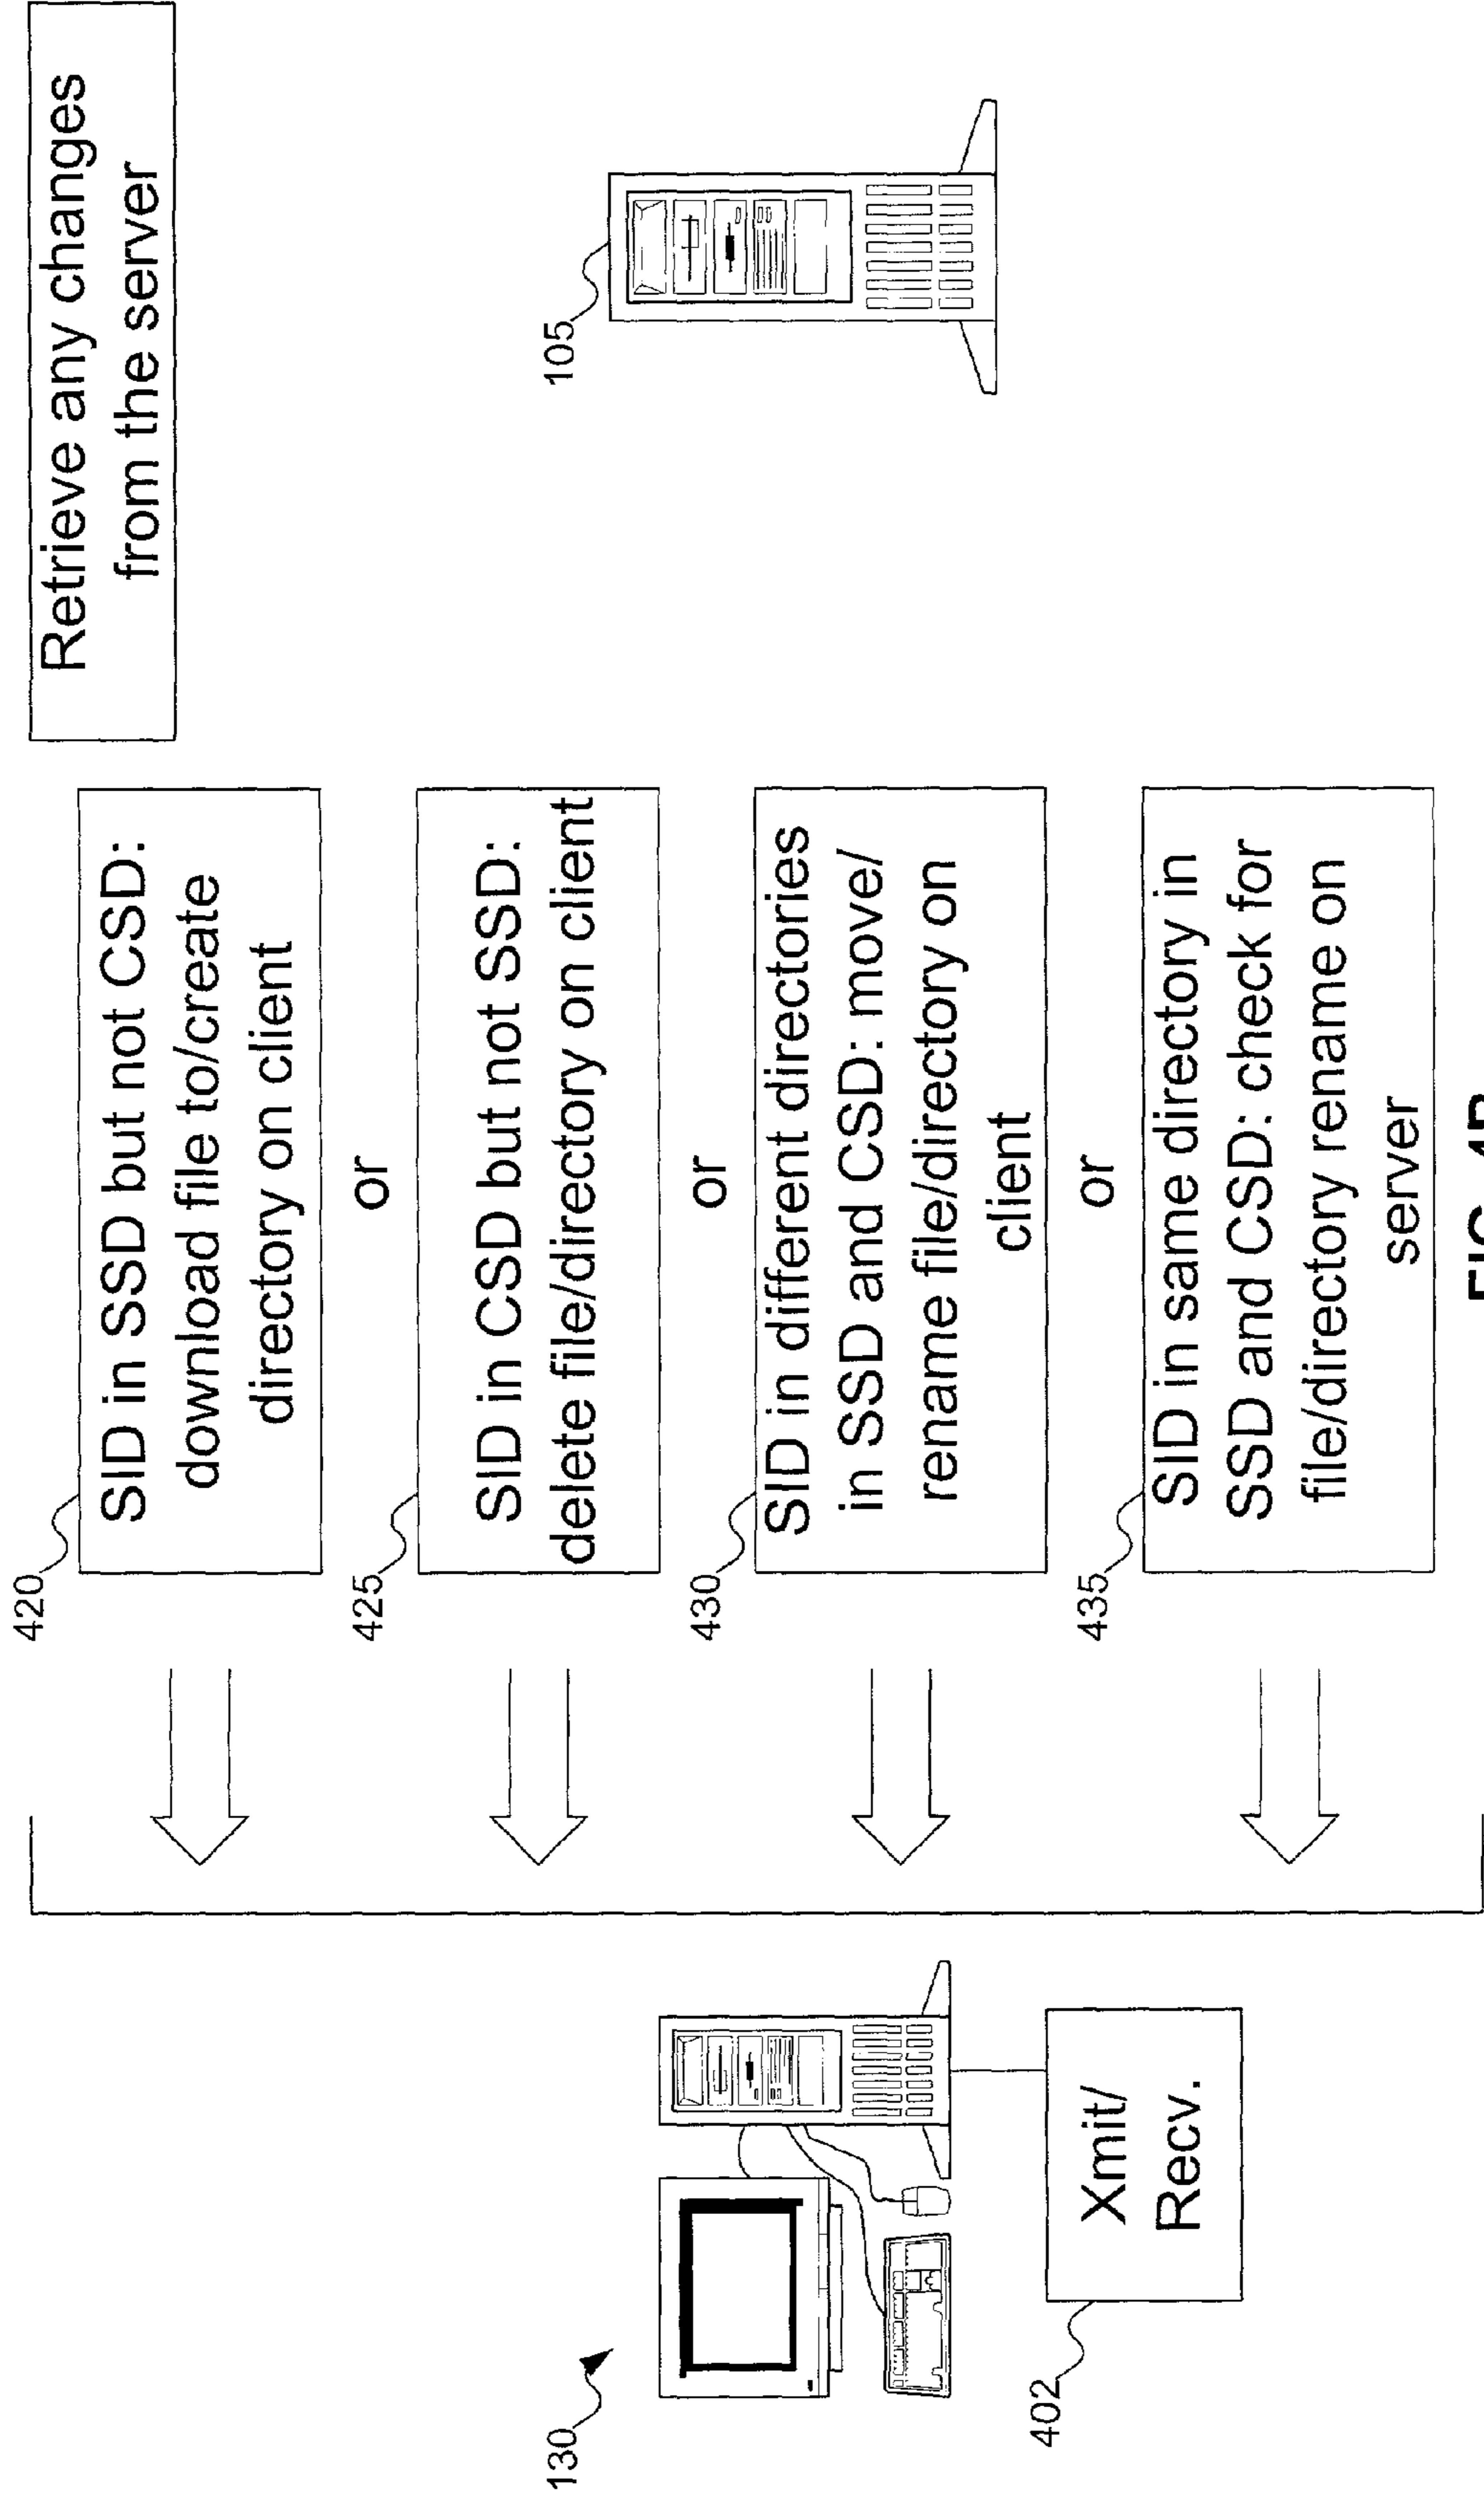 Retrieve any changes
from the server
420
SID in SSD but not CSD:
download file to/create
directory on client
or
425
SID in CSD but not SSD:
delete file/directory on client
or
430
SID in different directories
in SSD and CSD: move/
rename file/directory on
client
or
435
SID in same directory in
SSD and CSD: check for
file/directory rename on
server
105
130
402
Xmit/
Recv.